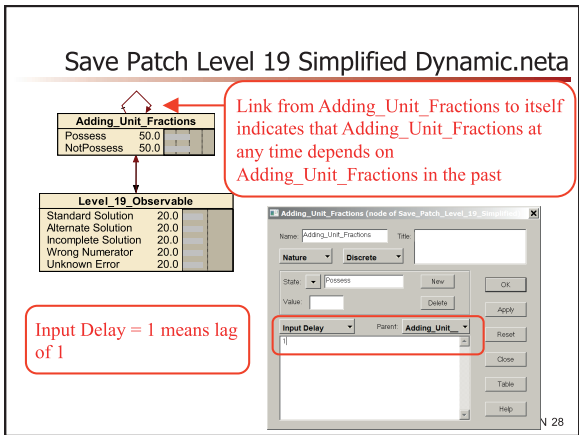 Save Patch Level 19 Simplified Dynamic.neta
Adding_Unit_Fractions
Possess 50.0
NotPossess 50.0
Link from Adding_Unit_Fractions to itself
indicates that Adding_Unit_Fractions at
any time depends on
Adding_Unit_Fractions in the past
Level_19_Observable
Standard Solution 20.0
Alternate Solution 20.0
Incomplete Solution 20.0
Wrong Numerator 20.0
Unknown Error 20.0
Input Delay = 1 means lag
of 1
Adding_Unit_Fractions (node of Save_Patch_Level_19_Simplified
Name: Adding_Unit_Fractions Title:
Nature Discrete
State: Possess New OK
Value: Delete Apply
Input Delay Parent: Adding_Unit__ Reset
1
Close
Table
Help
N 28